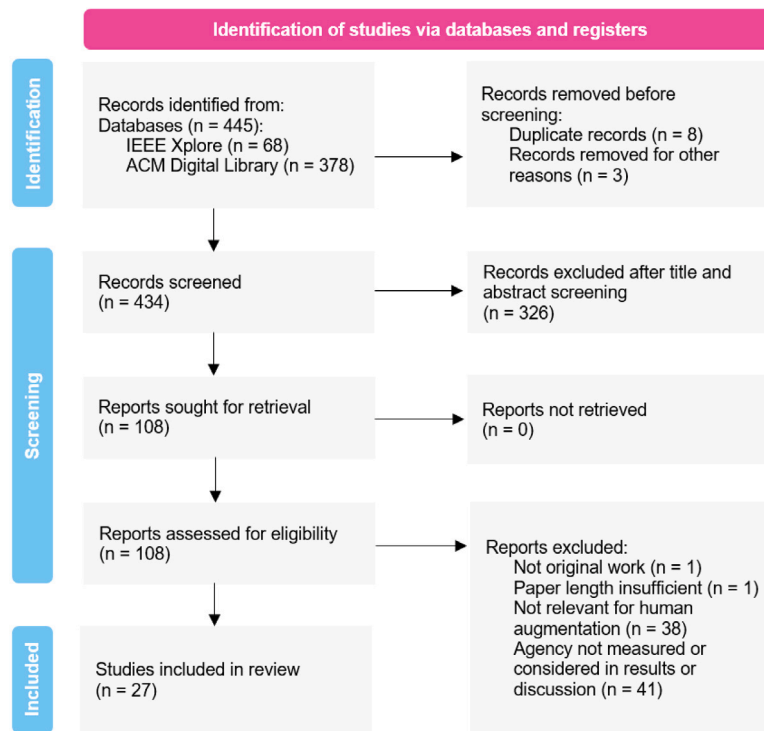 Identification of studies via databases and registers
Identification
Records identified from:
Databases (n = 445):
IEEE Xplore (n = 68)
ACM Digital Library (n = 378)
Records removed before
screening:
Duplicate records (n = 8)
Records removed for other
reasons (n = 3)
Screening
Records screened
(n = 434)
Records excluded after title and
abstract screening
(n = 326)
Reports sought for retrieval
(n = 108)
Reports not retrieved
(n = 0)
Reports assessed for eligibility
(n = 108)
Reports excluded:
Not original work (n = 1)
Paper length insufficient (n = 1)
Not relevant for human
augmentation (n = 38)
Agency not measured or
considered in results or
discussion (n = 41)
Included
Studies included in review
(n = 27)